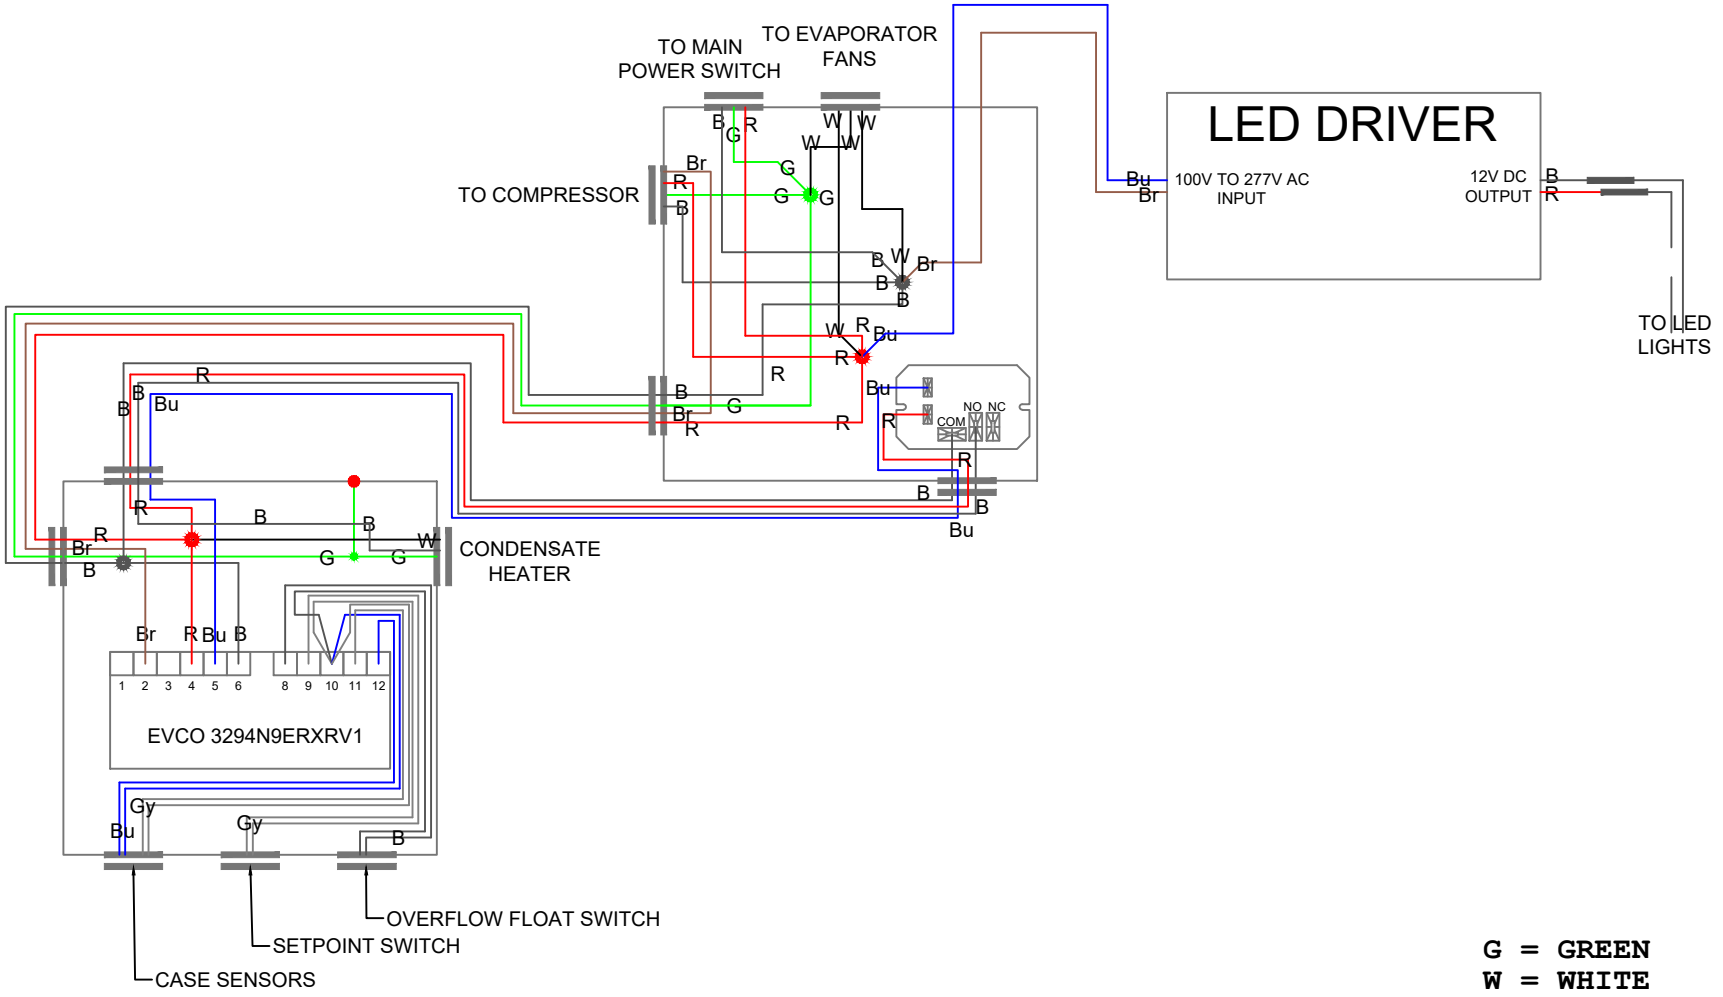 TO EVAPORATOR
FANS
TO MAIN
POWER SWITCH
LED DRIVER
B
G
R
W
W
W
W
Br
R
G
G
G
B
TO COMPRESSOR
Bu
Br
100V TO 277V AC
INPUT
12V DC
OUTPUT
B
R
B
W
Br
B
B
W
R
Bu
R
R
TO LED
LIGHTS
B
G
Br
R
R
Bu
R
COM
NO
NC
R
B
B
Bu
R
B
B
Bu
R
B
B
R
Br
B
W
G
G
CONDENSATE
HEATER
Br
R
Bu
B
1
2
3
4
5
6
8
9
10
11
12
EVCO 3294N9ERXRV1
Gy
Bu
Gy
B
OVERFLOW FLOAT SWITCH
SETPOINT SWITCH
CASE SENSORS
G = GREEN
W = WHITE